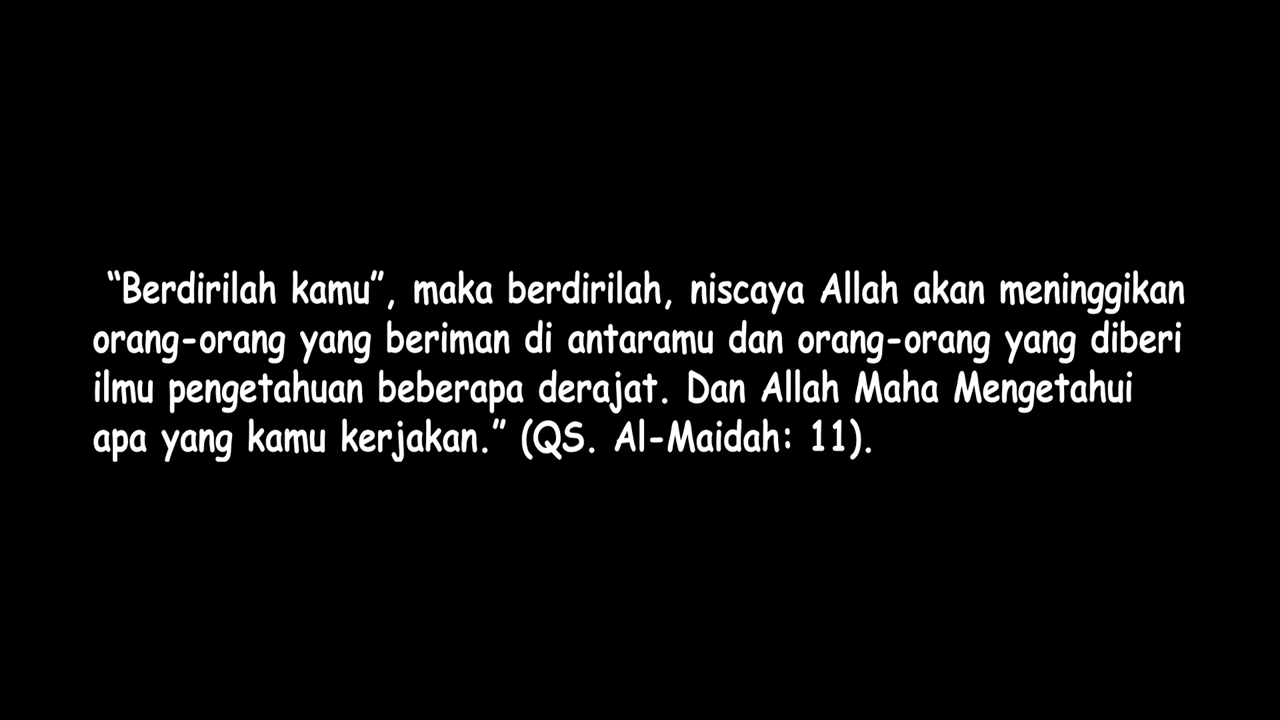 “Berdirilah kamu”, maka berdirilah, niscaya Allah akan meninggikan
orang-orang yang beriman di antaramu dan orang-orang yang diberi
ilmu pengetahuan beberapa derajat. Dan Allah Maha Mengetahui
apa yang kamu kerjakan.” (QS. Al-Maidah: 11).